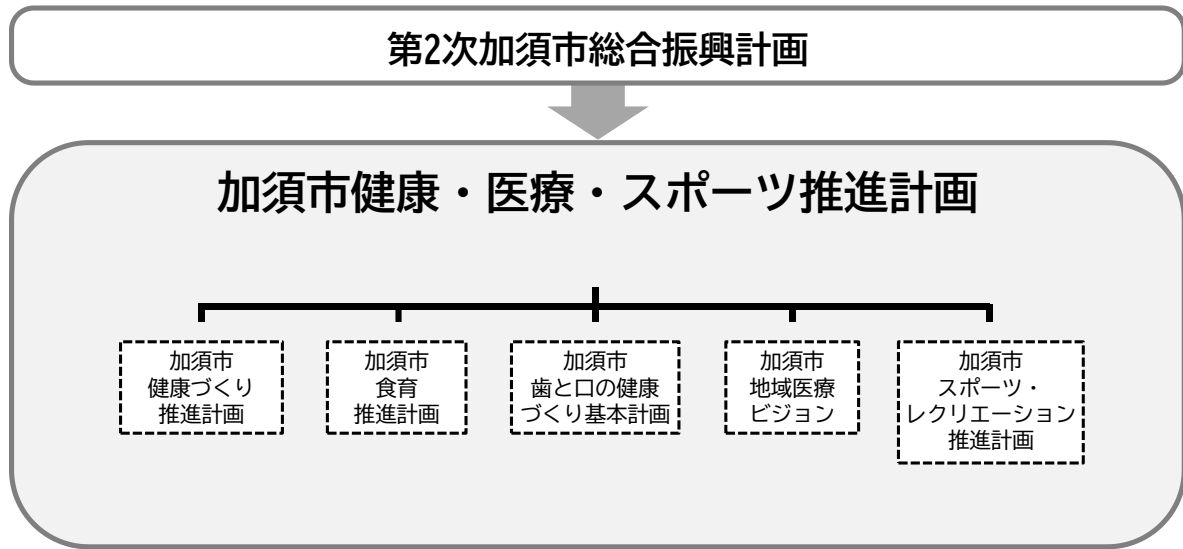 第2次加須市総合振興計画
加須市健康・医療・スポーツ推進計画
加須市
健康づくり
推進計画
加須市
食育
推進計画
加須市
歯と口の健康
づくり基本計画
加須市
地域医療
ビジョン
加須市
スポーツ・
レクリエーション
推進計画